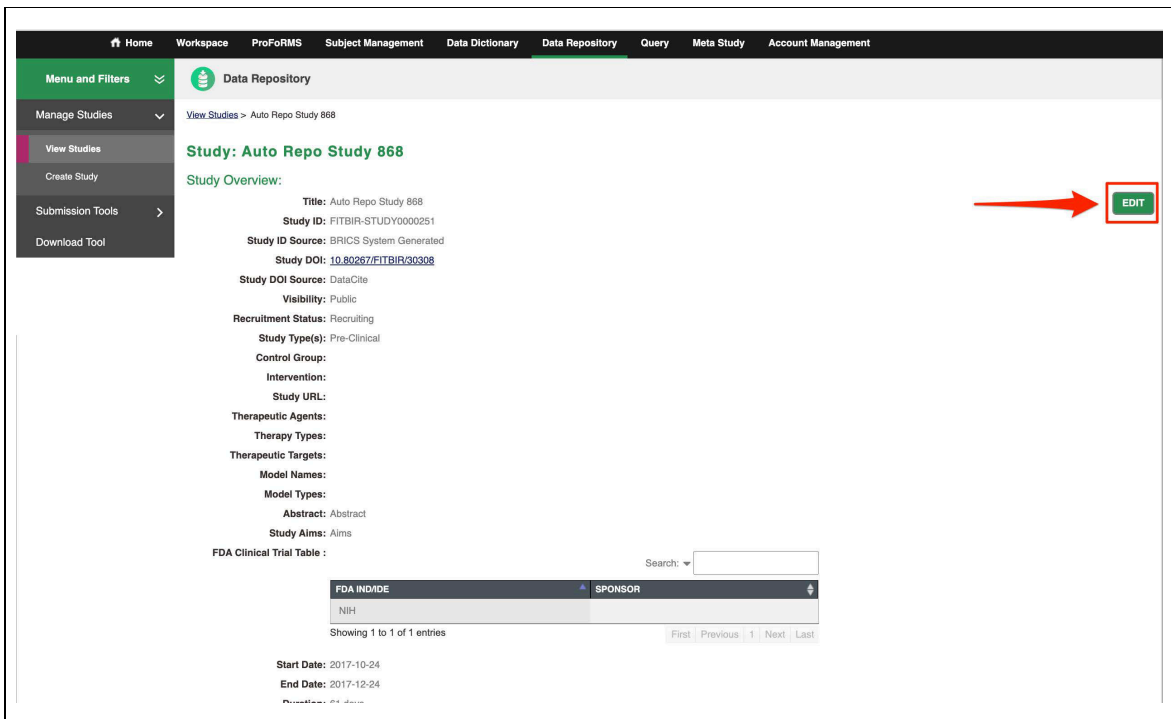 Home Workspace ProFoRMS Subject Management Data Dictionary Data Repository Query Meta Study Account Management
Menu and Filters
Data Repository
Manage Studies
View Studies > Auto Repo Study 868
View Studies
Study: Auto Repo Study 868
Create Study
Study Overview:
Submission Tools
Download Tool
Title: Auto Repo Study 868
EDIT
Study ID: FITBIR-STUDY0000251
Study ID Source: BRICS System Generated
Study DOI: 10.80267/FITBIR/30308
Study DOI Source: DataCite
Visibility: Public
Recruitment Status: Recruiting
Study Type(s): Pre-Clinical
Control Group:
Intervention:
Study URL:
Therapeutic Agents:
Therapy Types:
Therapeutic Targets:
Model Names:
Model Types:
Abstract: Abstract
Study Aims: Aims
FDA Clinical Trial Table :
Search:
FDA IND/IDE SPONSOR
NIH
Showing 1 to 1 of 1 entries First Previous 1 Next Last
Start Date: 2017-10-24
End Date: 2017-12-24
Duration: 61 days